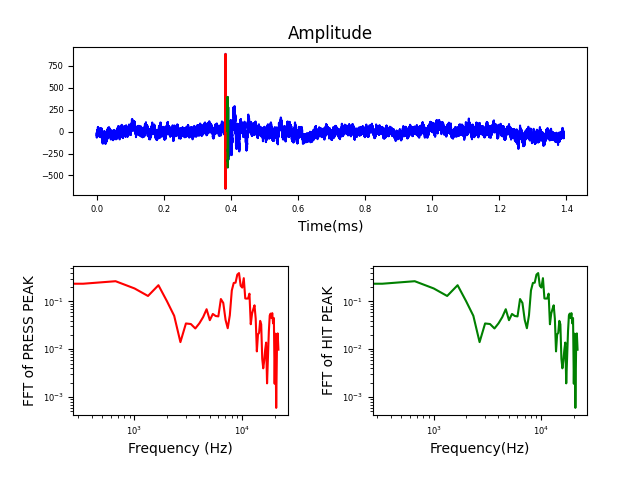 Amplitude
750
500
250
0
−250
−500
0.0 0.2 0.4 0.6 0.8 1.0 1.2 1.4
Time(ms)
FFT of PRESS PEAK
10⁻¹
10⁻²
10⁻³
10³ 10⁴
Frequency (Hz)
FFT of HIT PEAK
10⁻¹
10⁻²
10⁻³
10³ 10⁴
Frequency(Hz)